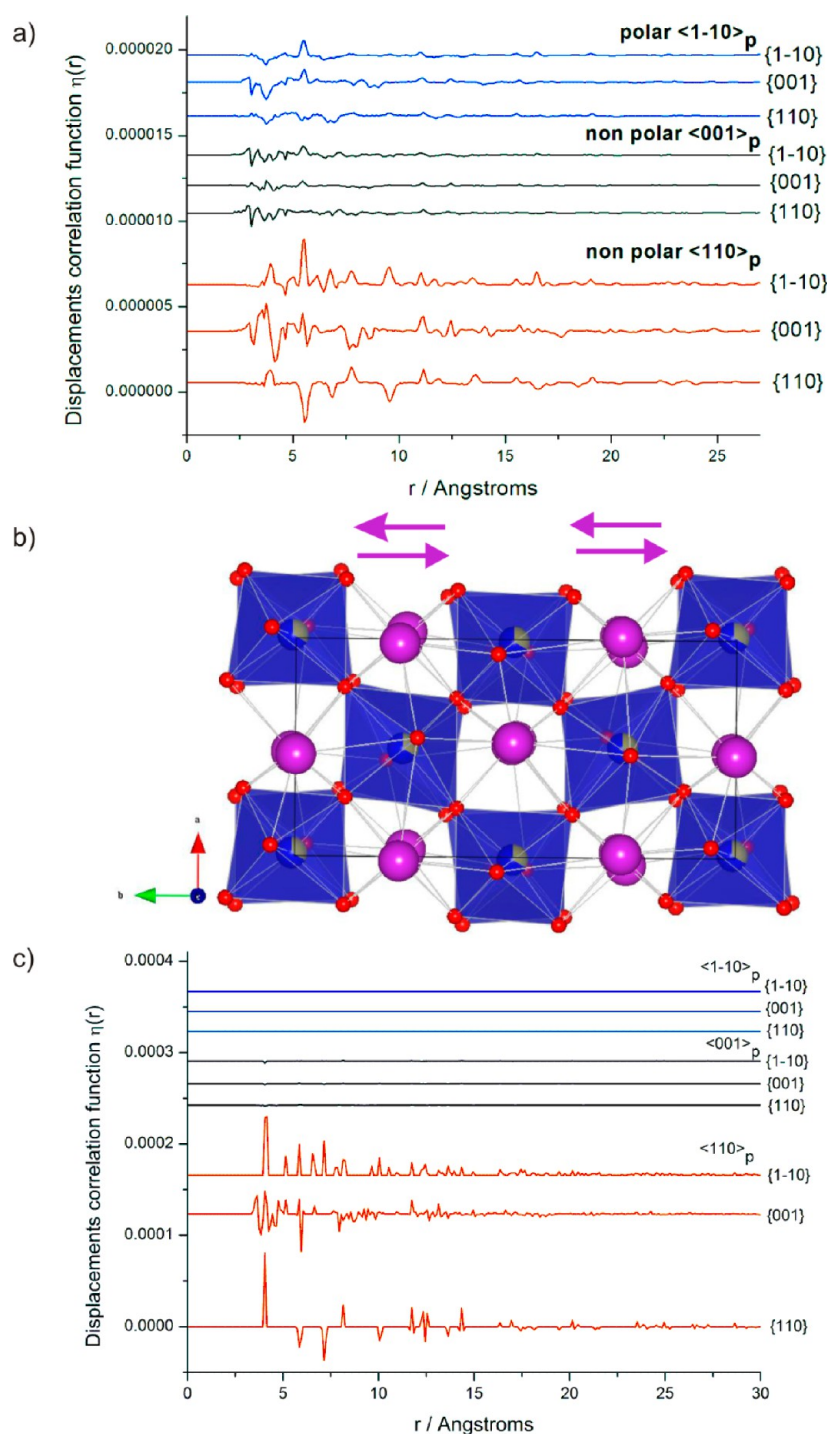 a)
Displacements correlation function η(r)
0.000020
0.000015
0.000010
0.000005
0.000000
polar <1-10>p
{1-10}
{001}
{110}
non polar <001>p
{1-10}
{001}
{110}
non polar <110>p
{1-10}
{001}
{110}
0 5 10 15 20 25
r / Angstroms
b)
a
b
c
c)
Displacements correlation function η(r)
0.0004
0.0003
0.0002
0.0001
0.0000
<1-10>p
{1-10}
{001}
{110}
<001>p
{1-10}
{001}
{110}
<110>p
{1-10}
{001}
{110}
0 5 10 15 20 25 30
r / Angstroms